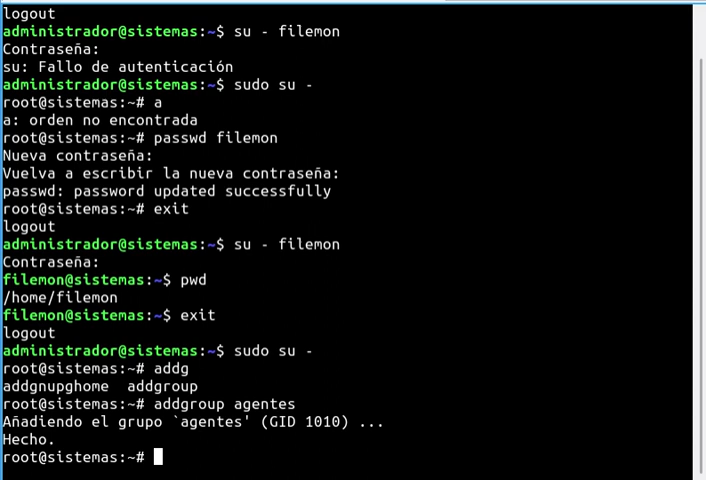 logout
administrador@sistemas:~$ su - filemon
Contraseña:
su: Fallo de autenticación
administrador@sistemas:~$ sudo su -
root@sistemas:~# a
a: orden no encontrada
root@sistemas:~# passwd filemon
Nueva contraseña:
Vuelva a escribir la nueva contraseña:
passwd: password updated successfully
root@sistemas:~# exit
logout
administrador@sistemas:~$ su - filemon
Contraseña:
filemon@sistemas:~$ pwd
/home/filemon
filemon@sistemas:~$ exit
logout
administrador@sistemas:~$ sudo su -
root@sistemas:~# addg
addgnupghome  addgroup
root@sistemas:~# addgroup agentes
Añadiendo el grupo `agentes' (GID 1010) ...
Hecho.
root@sistemas:~#